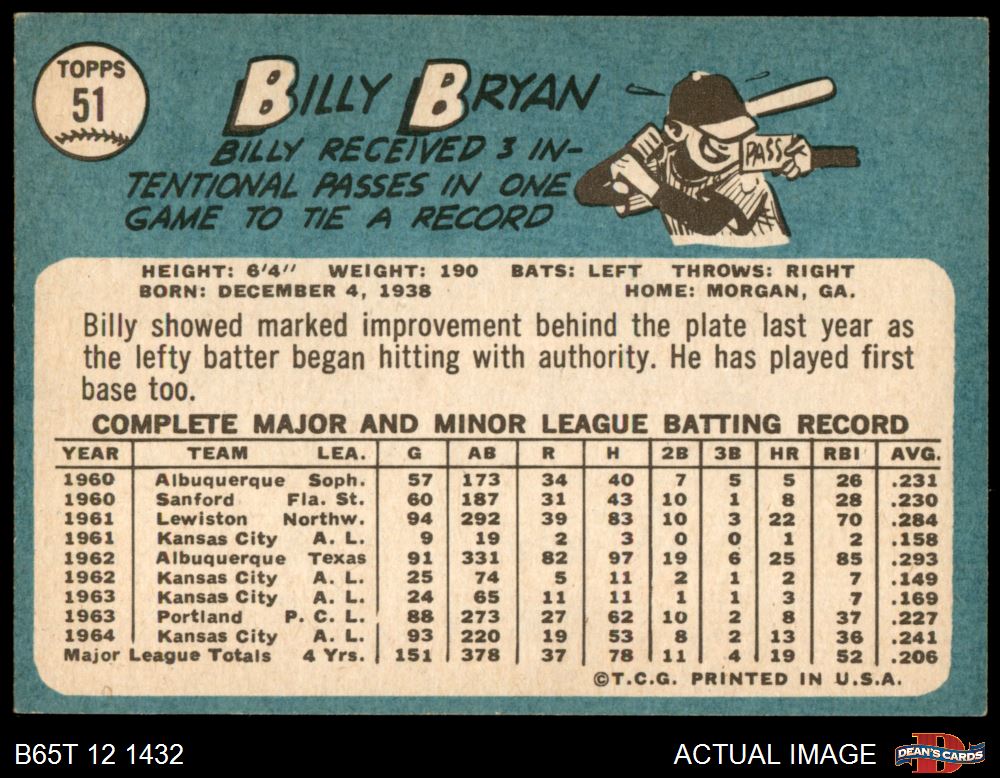 TOPPS
51
BILLY BRYAN
BILLY RECEIVED 3 IN-
TENTIONAL PASSES IN ONE
GAME TO TIE A RECORD
PASS
HEIGHT: 6'4" WEIGHT: 190 BATS: LEFT THROWS: RIGHT
BORN: DECEMBER 4, 1938 HOME: MORGAN, GA.
Billy showed marked improvement behind the plate last year as
the lefty batter began hitting with authority. He has played first
base too.
COMPLETE MAJOR AND MINOR LEAGUE BATTING RECORD
YEAR TEAM LEA. G AB R H 2B 3B HR RBI AVG.
1960 Albuquerque Soph. 57 173 34 40 7 5 5 26 .231
1960 Sanford Fla. St. 60 187 31 43 10 1 8 28 .230
1961 Lewiston Northw. 94 292 39 83 10 3 22 70 .284
1961 Kansas City A. L. 9 19 2 3 0 0 1 2 .158
1962 Albuquerque Texas 91 331 82 97 19 6 25 85 .293
1962 Kansas City A. L. 25 74 5 11 2 1 2 7 .149
1963 Kansas City A. L. 24 65 11 11 1 1 3 7 .169
1963 Portland P. C. L. 88 273 27 62 10 2 8 37 .227
1964 Kansas City A. L. 93 220 19 53 8 2 13 36 .241
Major League Totals 4 Yrs. 151 378 37 78 11 4 19 52 .206
©T.C.G. PRINTED IN U.S.A.
B65T 12 1432 ACTUAL IMAGE DEAN'S CARDS